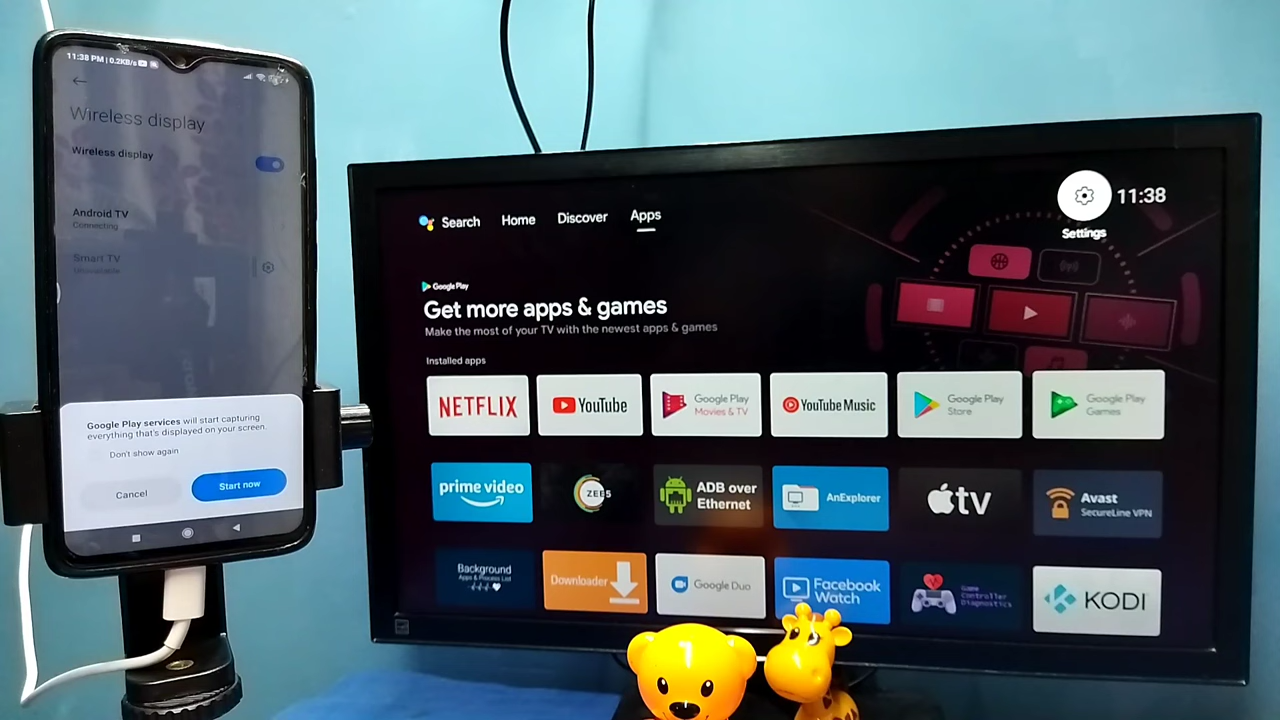 11:38 PM | 0.2KB/s
Wireless display
Wireless display
Android TV
Connecting
Smart TV
Unavailable
Google Play services will start capturing
everything that's displayed on your screen.
Don't show again
Cancel
Start now
Search
Home
Discover
Apps
11:38
Settings
Google Play
Get more apps & games
Make the most of your TV with the newest apps & games
Installed apps
NETFLIX
YouTube
Google Play
Movies & TV
YouTube Music
Google Play
Store
Google Play
Games
prime video
ZEE5
ADB over
Ethernet
AnExplorer
tv
Avast
SecureLine VPN
Background
Apps & Process List
Downloader
Google Duo
Facebook
Watch
Game
Controller
Diagnostics
KODI